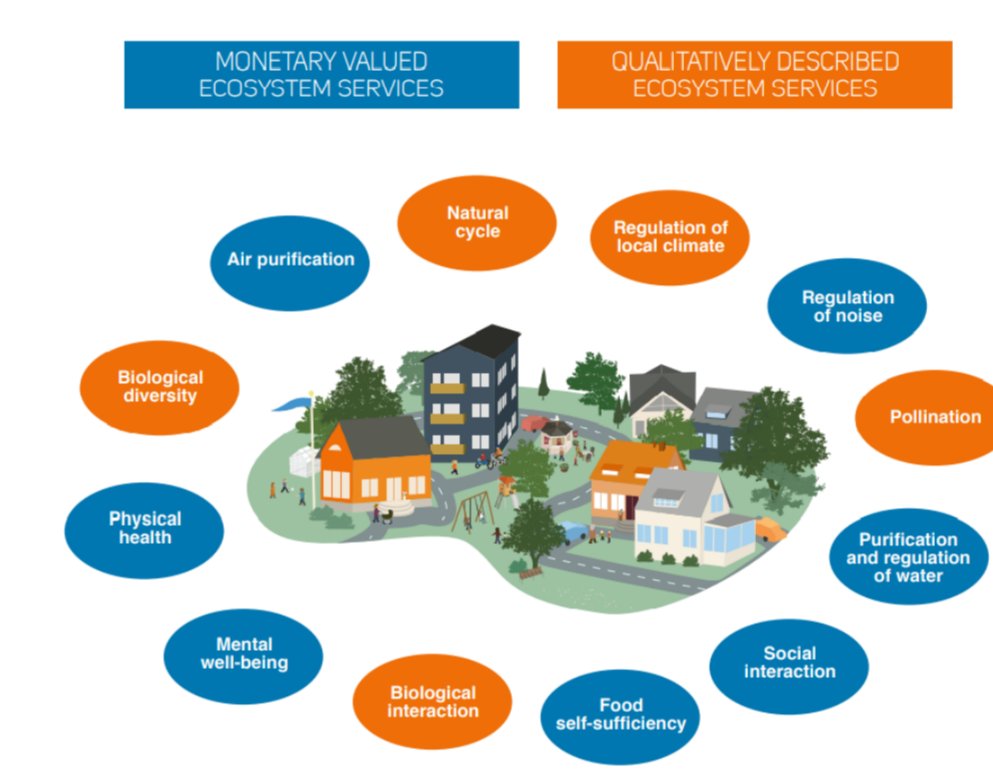 MONETARY VALUED
ECOSYSTEM SERVICES
QUALITATIVELY DESCRIBED
ECOSYSTEM SERVICES
Natural
cycle
Regulation of
local climate
Air purification
Regulation
of noise
Biological
diversity
Pollination
Physical
health
Purification
and regulation
of water
Mental
well-being
Social
interaction
Biological
interaction
Food
self-sufficiency